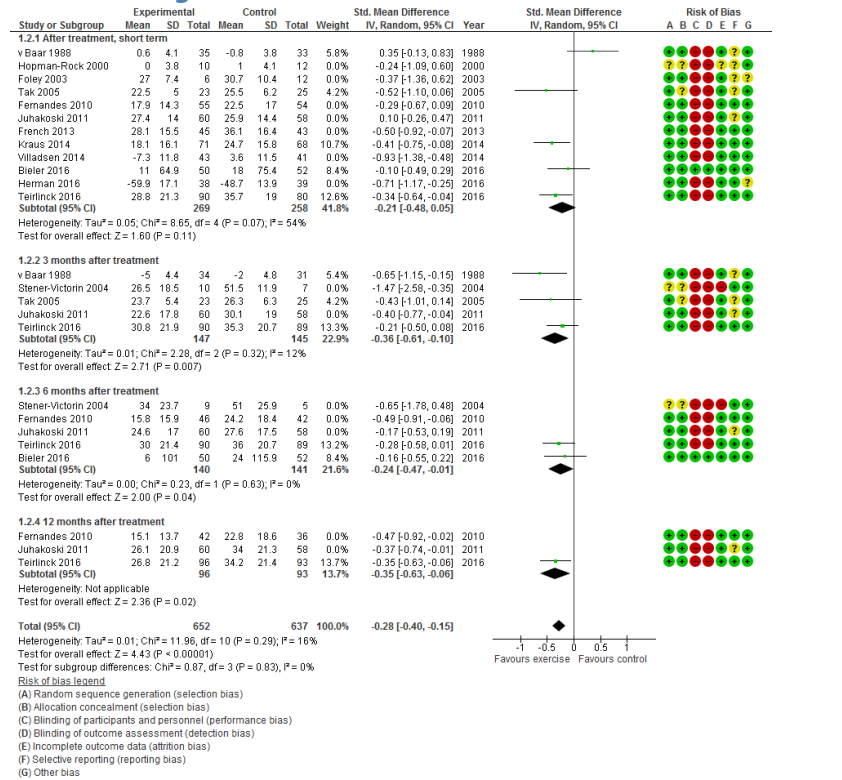 Experimental Control Std. Mean Difference Std. Mean Difference Risk of Bias
Study or Subgroup Mean SD Total Mean SD Total Weight IV, Random, 95% CI Year IV, Random, 95% CI A B C D E F G
1.2.1 After treatment, short term
v Baar 1988 0.6 4.1 35 -0.8 3.8 33 5.8% 0.35 [-0.13, 0.83] 1988 + + - - + ? +
Hopman-Rock 2000 0 3.8 10 1 4.1 12 0.0% -0.24 [-1.09, 0.60] 2000 ? ? - - ? ? +
Foley 2003 27 7.4 6 30.7 10.4 12 0.0% -0.37 [-1.36, 0.62] 2003 + + - - + ? ?
Tak 2005 22.5 5 23 25.5 6.2 25 0.0% -0.52 [-1.10, 0.06] 2005 + ? - - + ? +
Fernandes 2010 17.9 14.3 55 22.5 17 54 0.0% -0.29 [-0.67, 0.09] 2010 + + - - + + +
Juhakoski 2011 27.4 14 60 25.9 14.4 58 0.0% 0.10 [-0.26, 0.47] 2011 + + - - + ? +
French 2013 28.1 15.5 45 36.1 16.4 43 0.0% -0.50 [-0.92, -0.07] 2013 + + - - + + +
Kraus 2014 18.1 16.1 71 24.7 15.8 68 10.7% -0.41 [-0.75, -0.08] 2014 + + - - + + +
Villadsen 2014 -7.3 11.8 43 3.6 11.5 41 0.0% -0.93 [-1.38, -0.48] 2014 + + - - + + +
Bieler 2016 11 64.9 50 18 75.4 52 8.4% -0.10 [-0.49, 0.29] 2016 + + + + + + +
Herman 2016 -59.9 17.1 38 -48.7 13.9 39 0.0% -0.71 [-1.17, -0.25] 2016 + + - - + + ?
Teirlinck 2016 28.8 21.3 90 35.7 19 80 12.6% -0.34 [-0.64, -0.04] 2016 + + - - + + +
Subtotal (95% CI) 269 258 41.8% -0.21 [-0.48, 0.05]
Heterogeneity: Tau² = 0.05; Chi² = 8.65, df = 4 (P = 0.07); I² = 54%
Test for overall effect: Z = 1.60 (P = 0.11)
1.2.2 3 months after treatment
v Baar 1988 -5 4.4 34 -2 4.8 31 5.4% -0.65 [-1.15, -0.15] 1988 + + - - + ? +
Stener-Victorin 2004 26.5 18.5 10 51.5 11.9 7 0.0% -1.47 [-2.58, -0.35] 2004 ? ? - - - + +
Tak 2005 23.7 5.4 23 26.3 6.3 25 0.0% -0.43 [-1.01, 0.14] 2005 + ? - - + ? +
Juhakoski 2011 22.6 17.8 60 30.1 19 58 0.0% -0.40 [-0.77, -0.04] 2011 + + - - + ? +
Teirlinck 2016 30.8 21.9 90 35.3 20.7 89 13.3% -0.21 [-0.50, 0.08] 2016 + + - - + + +
Subtotal (95% CI) 147 145 22.9% -0.36 [-0.61, -0.10]
Heterogeneity: Tau² = 0.01; Chi² = 2.28, df = 2 (P = 0.32); I² = 12%
Test for overall effect: Z = 2.71 (P = 0.007)
1.2.3 6 months after treatment
Stener-Victorin 2004 34 23.7 9 51 25.9 5 0.0% -0.65 [-1.78, 0.48] 2004 ? ? - - - + +
Fernandes 2010 15.8 15.9 46 24.2 18.4 42 0.0% -0.49 [-0.91, -0.06] 2010 + + - - + + +
Juhakoski 2011 24.6 17 60 27.6 17.5 58 0.0% -0.17 [-0.53, 0.19] 2011 + + - - + ? +
Teirlinck 2016 30 21.4 90 36 20.7 89 13.2% -0.28 [-0.58, 0.01] 2016 + + - - + + +
Bieler 2016 6 101 50 24 115.9 52 8.4% -0.16 [-0.55, 0.22] 2016 + + + + + + +
Subtotal (95% CI) 140 141 21.6% -0.24 [-0.47, -0.01]
Heterogeneity: Tau² = 0.00; Chi² = 0.23, df = 1 (P = 0.63); I² = 0%
Test for overall effect: Z = 2.00 (P = 0.04)
1.2.4 12 months after treatment
Fernandes 2010 15.1 13.7 42 22.8 18.6 36 0.0% -0.47 [-0.92, -0.02] 2010 + + - - + + +
Juhakoski 2011 26.1 20.9 60 34 21.3 58 0.0% -0.37 [-0.74, -0.01] 2011 + + - - + ? +
Teirlinck 2016 26.8 21.2 96 34.2 21.4 93 13.7% -0.35 [-0.63, -0.06] 2016 + + - - + + +
Subtotal (95% CI) 96 93 13.7% -0.35 [-0.63, -0.06]
Heterogeneity: Not applicable
Test for overall effect: Z = 2.36 (P = 0.02)
Total (95% CI) 652 637 100.0% -0.28 [-0.40, -0.15]
Heterogeneity: Tau² = 0.01; Chi² = 11.96, df = 10 (P = 0.29); I² = 16%
Test for overall effect: Z = 4.43 (P < 0.00001)
Test for subgroup differences: Chi² = 0.87, df = 3 (P = 0.83), I² = 0%
-1 -0.5 0 0.5 1
Favours exercise Favours control
Risk of bias legend
(A) Random sequence generation (selection bias)
(B) Allocation concealment (selection bias)
(C) Blinding of participants and personnel (performance bias)
(D) Blinding of outcome assessment (detection bias)
(E) Incomplete outcome data (attrition bias)
(F) Selective reporting (reporting bias)
(G) Other bias